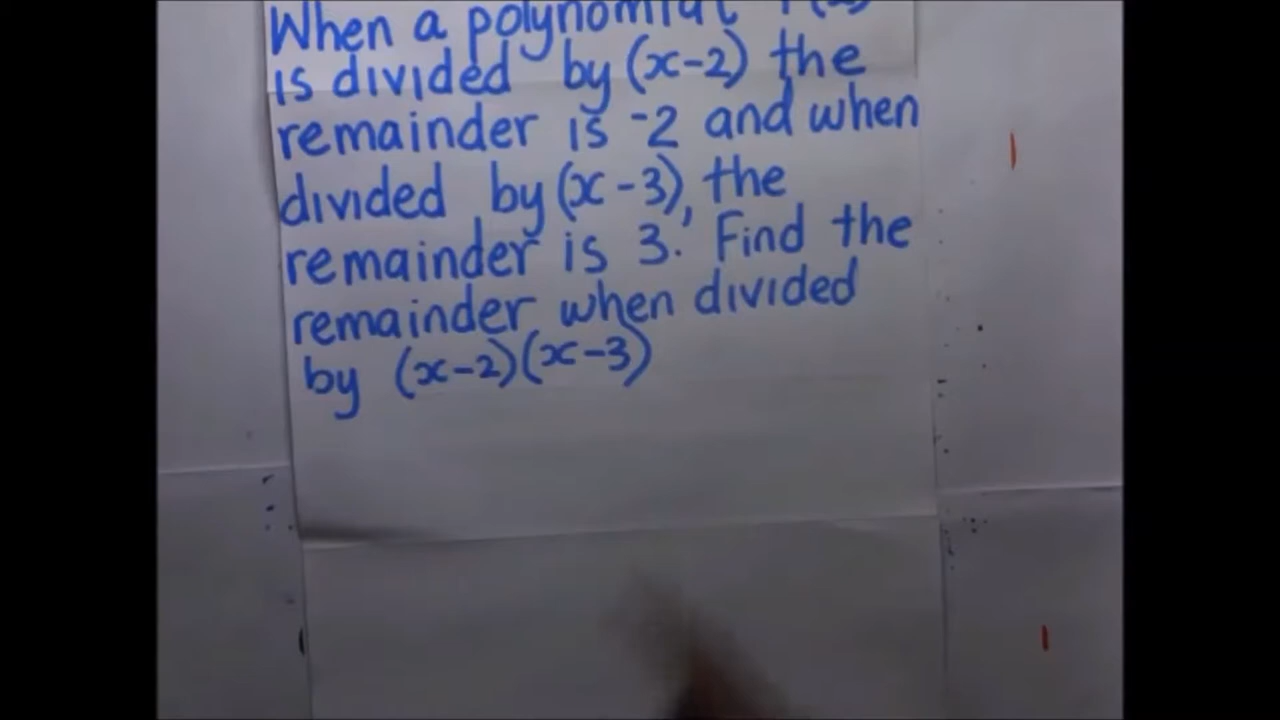 When a polynomial
is divided by (x-2) the
remainder is -2 and when
divided by (x-3), the
remainder is 3. Find the
remainder when divided
by (x-2)(x-3)